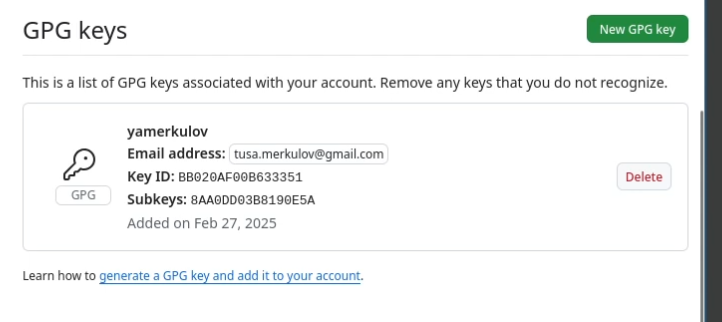 GPG keys
New GPG key
This is a list of GPG keys associated with your account. Remove any keys that you do not recognize.
yamerkulov
Email address: tusa.merkulov@gmail.com
Key ID: BB020AF00B633351
GPG
Subkeys: 8AA0DD03B8190E5A
Added on Feb 27, 2025
Delete
Learn how to generate a GPG key and add it to your account.